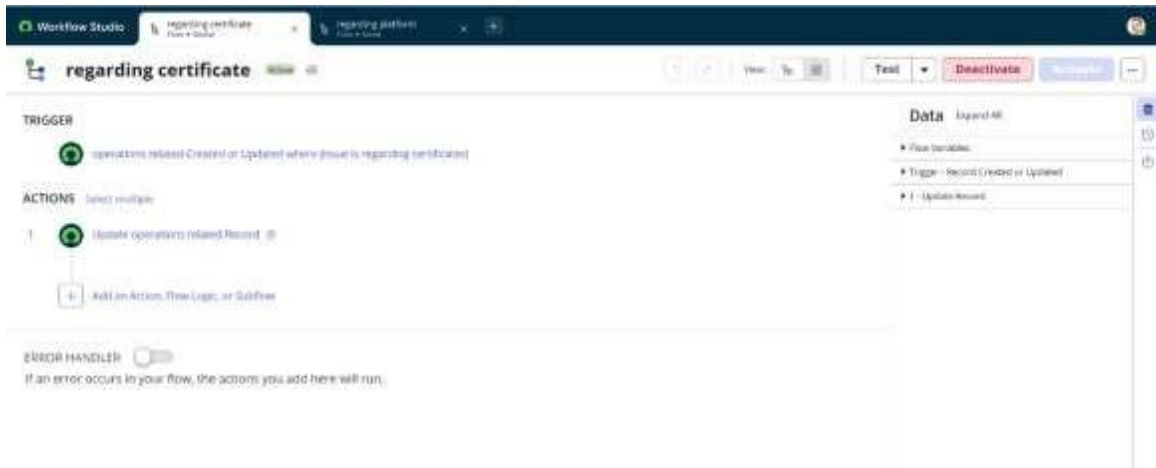 Workflow Studio
regarding certificate
regarding platform
regarding certificate Active
View: Test Deactivate Activate
TRIGGER
operations related Created or Updated where (Issue is regarding certificates)
ACTIONS Select multiple
1 Update operations related Record
Add an Action, Flow Logic, or Subflow
ERROR HANDLER
If an error occurs in your flow, the actions you add here will run.
Data Expand All
Flow Variables
Trigger - Record Created or Updated
1 - Update Record